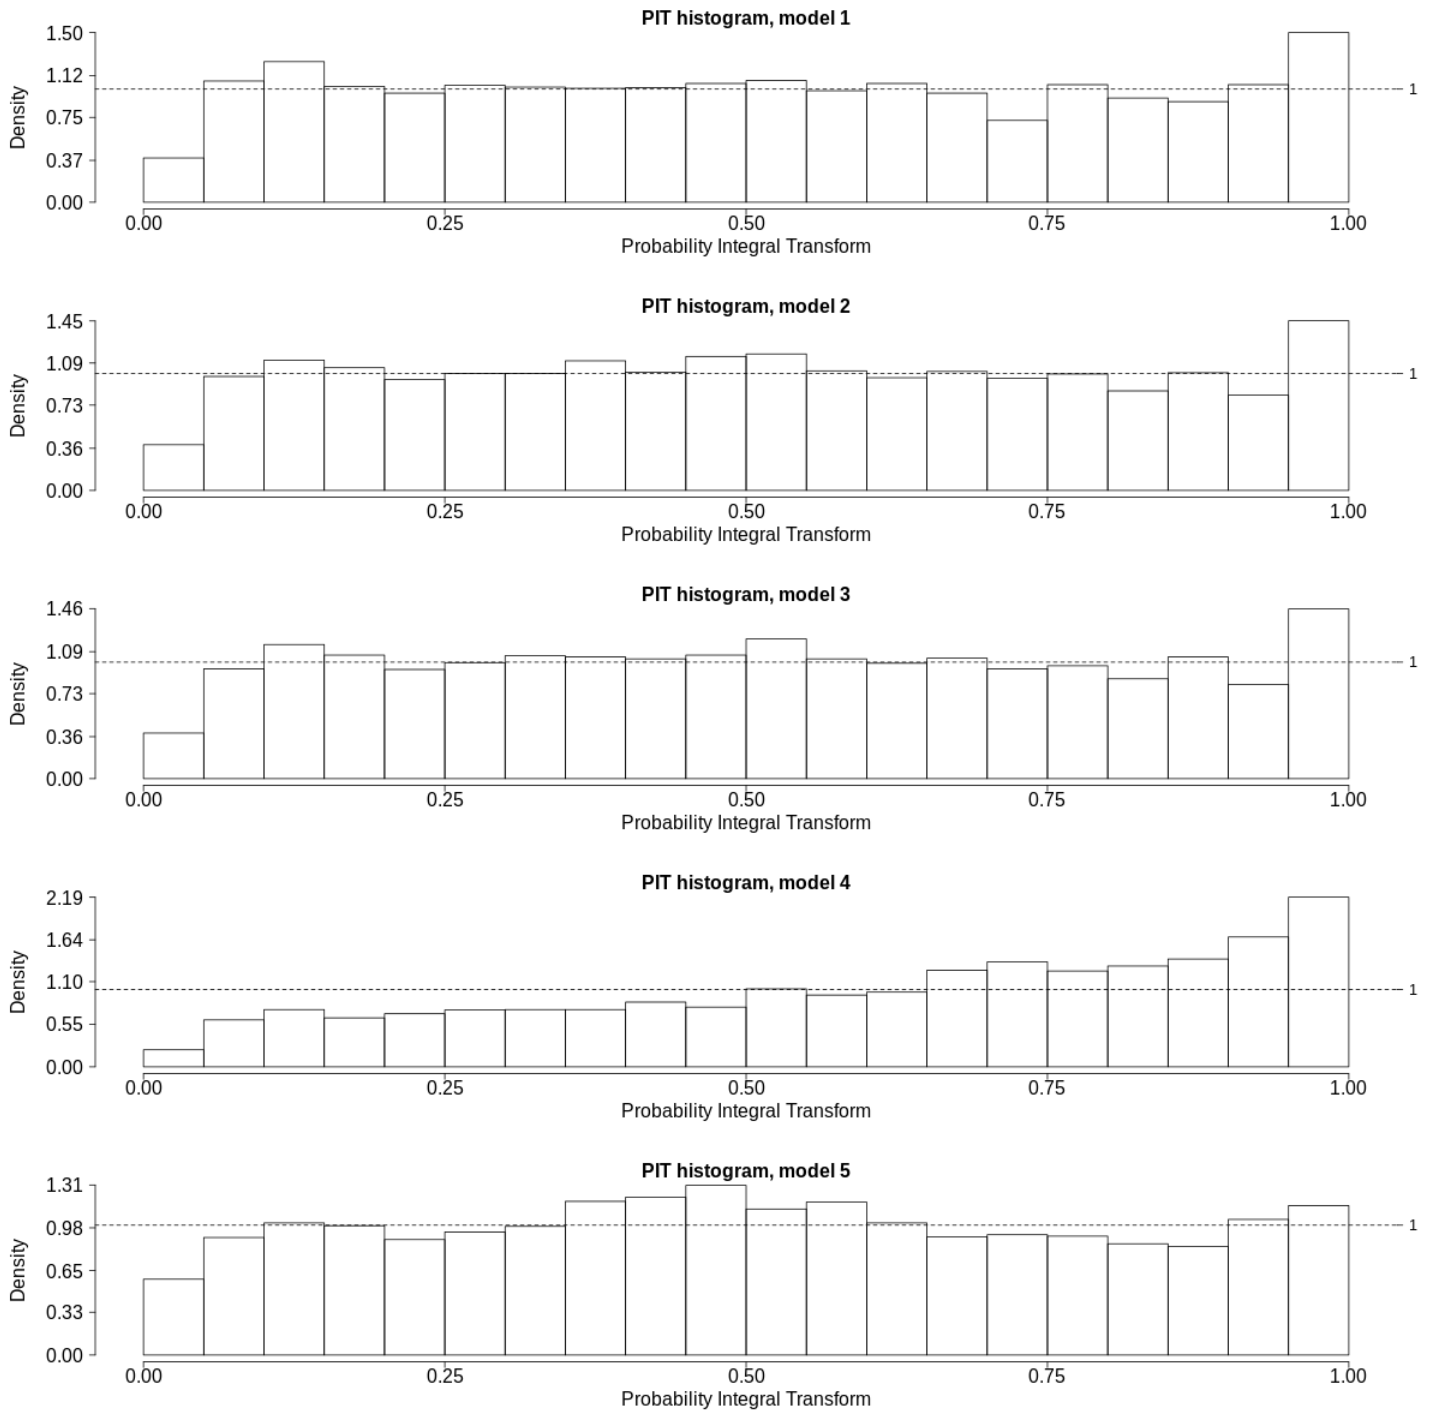 PIT histogram, model 1
1.50
1.12
0.75
0.37
0.00
Density
1
0.00 0.25 0.50 0.75 1.00
Probability Integral Transform
PIT histogram, model 2
1.45
1.09
0.73
0.36
0.00
Density
1
0.00 0.25 0.50 0.75 1.00
Probability Integral Transform
PIT histogram, model 3
1.46
1.09
0.73
0.36
0.00
Density
1
0.00 0.25 0.50 0.75 1.00
Probability Integral Transform
PIT histogram, model 4
2.19
1.64
1.10
0.55
0.00
Density
1
0.00 0.25 0.50 0.75 1.00
Probability Integral Transform
PIT histogram, model 5
1.31
0.98
0.65
0.33
0.00
Density
1
0.00 0.25 0.50 0.75 1.00
Probability Integral Transform